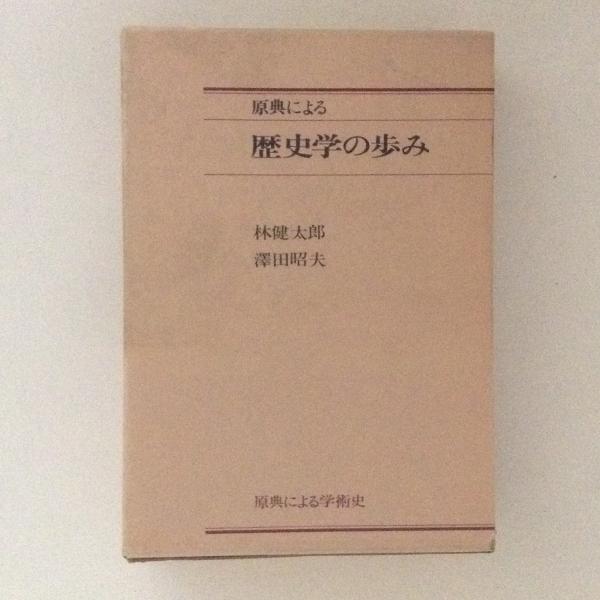 原典による
歴史学の歩み
林健太郎
澤田昭夫
原典による学術史